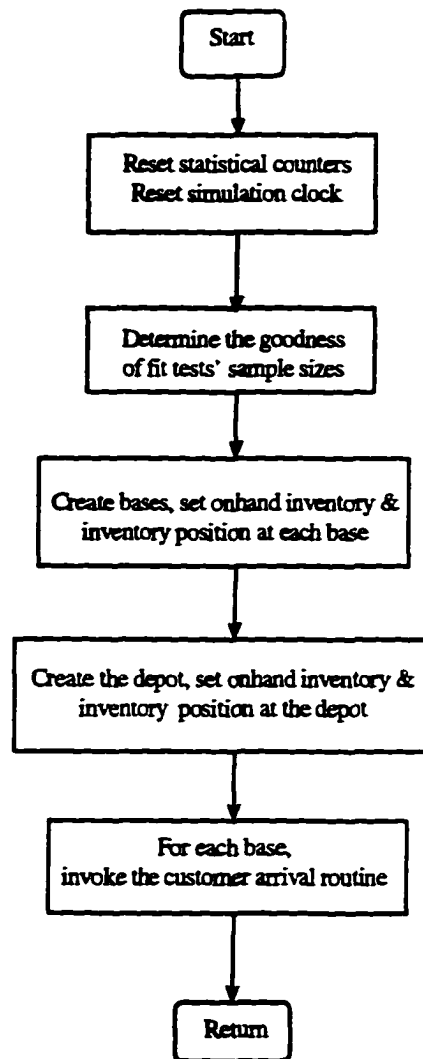 Start
Reset statistical counters
Reset simulation clock
Determine the goodness
of fit tests' sample sizes
Create bases, set onhand inventory &
inventory position at each base
Create the depot, set onhand inventory &
inventory position at the depot
For each base,
invoke the customer arrival routine
Return